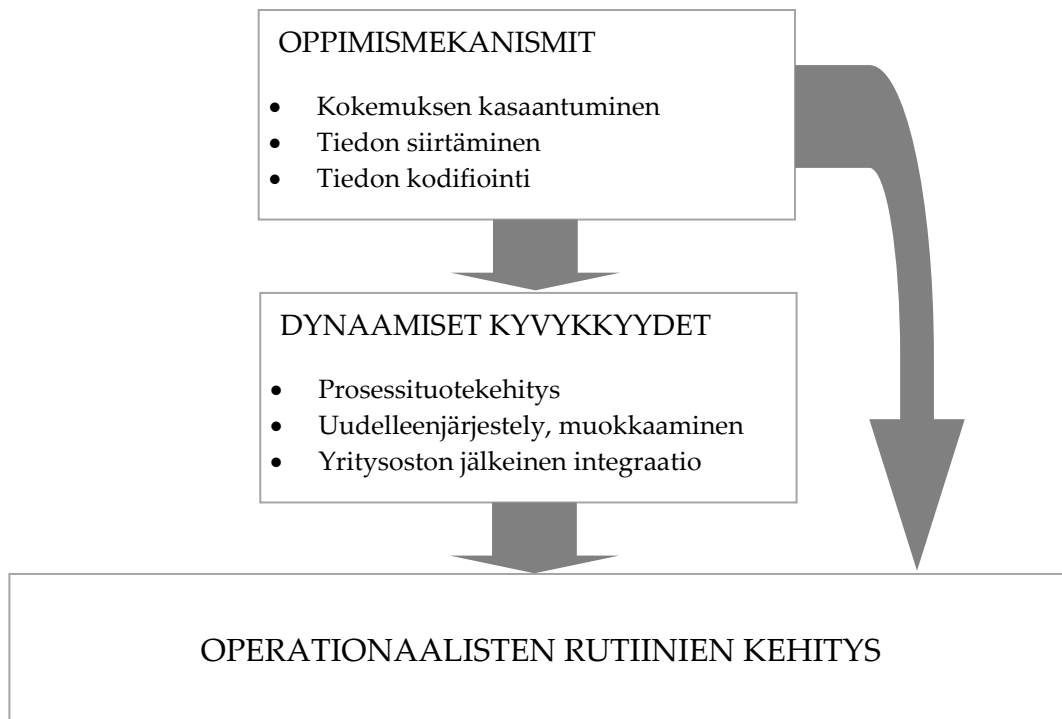 OPPIMISMEKANISMIT
• Kokemuksen kasaantuminen
• Tiedon siirtäminen
• Tiedon kodifiointi
DYNAAMISET KYVYKKYYDET
• Prosessituotekehitys
• Uudelleenjärjestely, muokkaaminen
• Yritysoston jälkeinen integraatio
OPERATIONAALISTEN RUTIINIEN KEHITYS